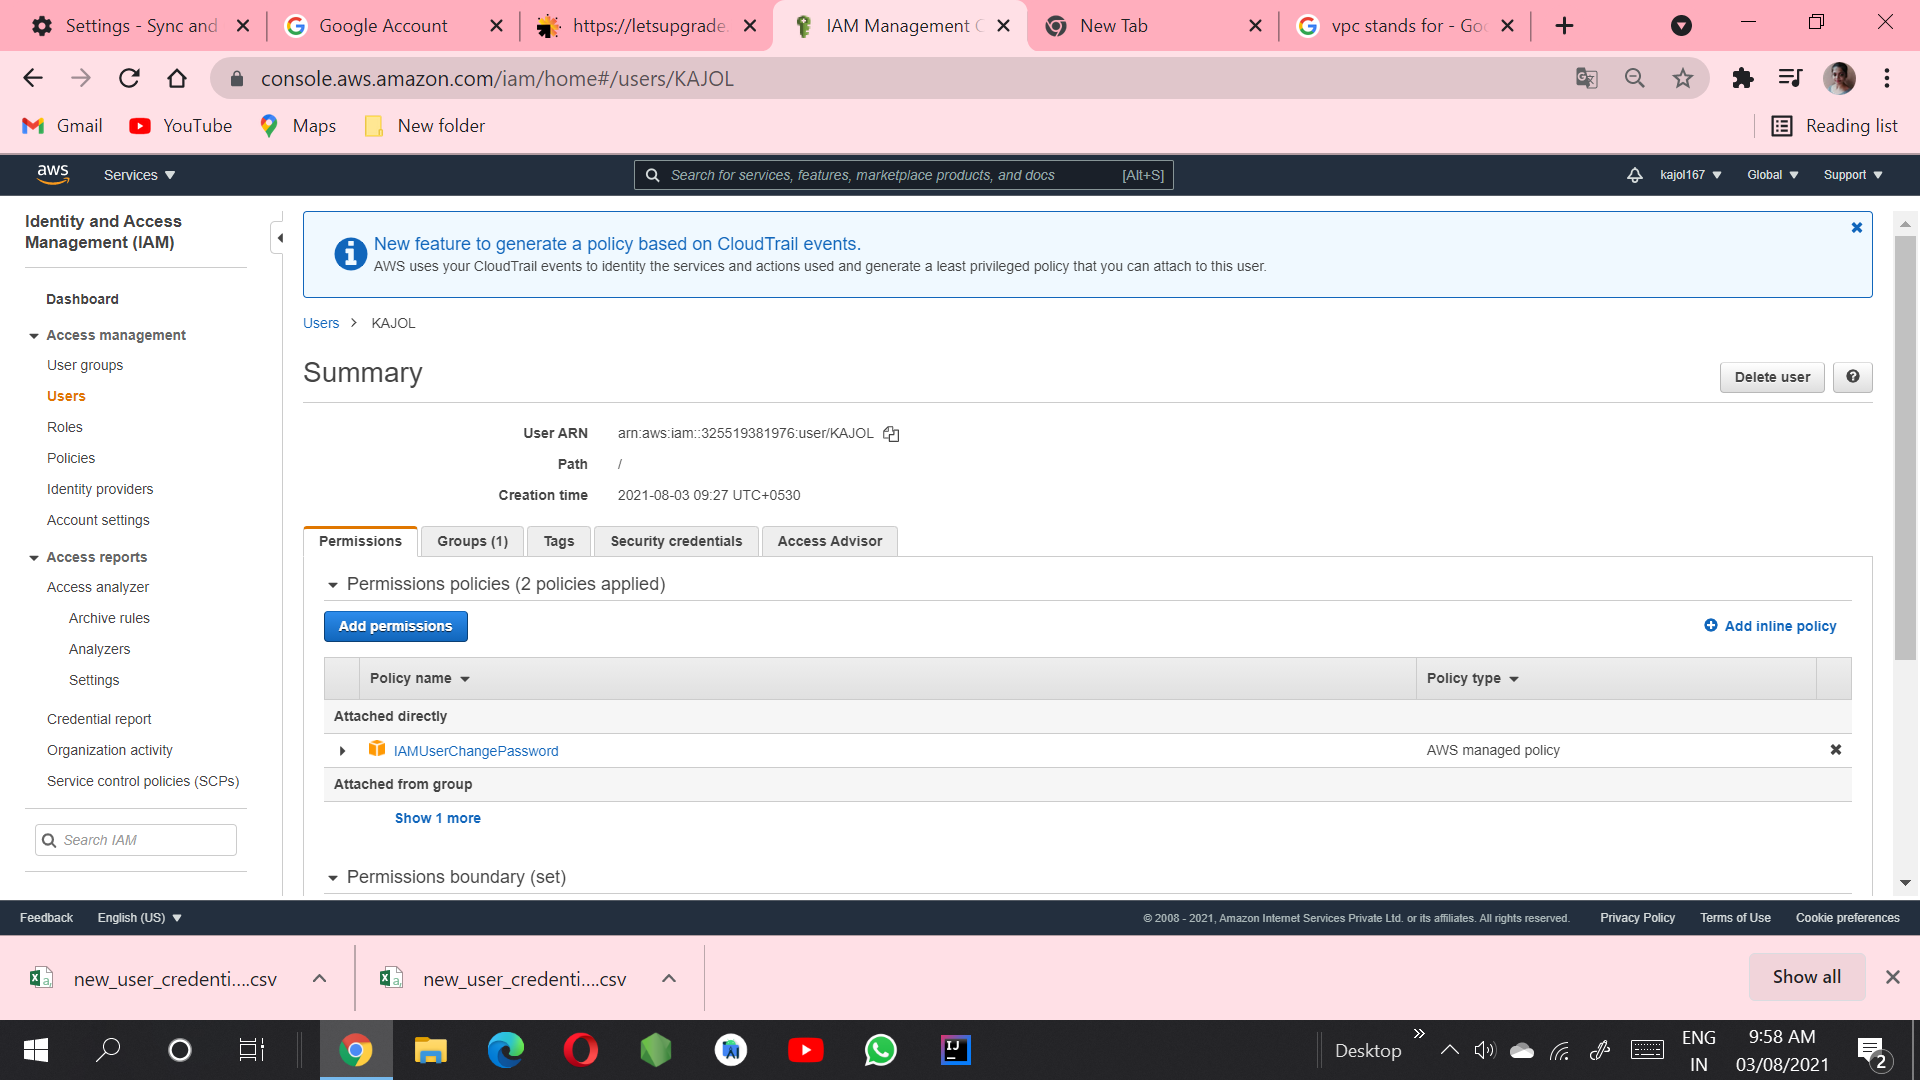 Settings - Sync and
Google Account
https://letsupgrade.
IAM Management C
New Tab
vpc stands for - Goo
console.aws.amazon.com/iam/home#/users/KAJOL
Gmail
YouTube
Maps
New folder
Reading list
aws
Services
Search for services, features, marketplace products, and docs
[Alt+S]
kajol167
Global
Support
Identity and Access
Management (IAM)
Dashboard
Access management
User groups
Users
Roles
Policies
Identity providers
Account settings
Access reports
Access analyzer
Archive rules
Analyzers
Settings
Credential report
Organization activity
Service control policies (SCPs)
Search IAM
New feature to generate a policy based on CloudTrail events.
AWS uses your CloudTrail events to identity the services and actions used and generate a least privileged policy that you can attach to this user.
Users > KAJOL
Summary
Delete user
User ARN arn:aws:iam::325519381976:user/KAJOL
Path /
Creation time 2021-08-03 09:27 UTC+0530
Permissions
Groups (1)
Tags
Security credentials
Access Advisor
Permissions policies (2 policies applied)
Add permissions
Add inline policy
Policy name
Policy type
Attached directly
IAMUserChangePassword
AWS managed policy
Attached from group
Show 1 more
Permissions boundary (set)
Feedback
English (US)
© 2008 - 2021, Amazon Internet Services Private Ltd. or its affiliates. All rights reserved.
Privacy Policy
Terms of Use
Cookie preferences
new_user_credenti....csv
new_user_credenti....csv
Show all
IJ
Desktop
ENG
IN
9:58 AM
03/08/2021
2